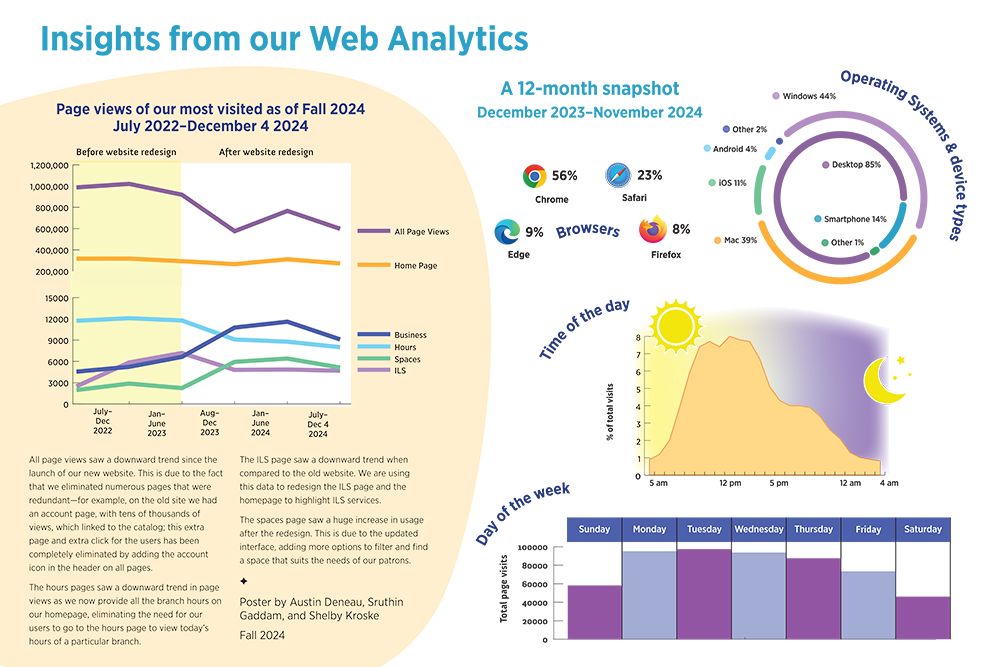 Insights from our Web Analytics
Page views of our most visited as of Fall 2024
July 2022–December 4 2024
Before website redesign
After website redesign
1,200,000
1,000,000
800,000
600,000
400,000
200,000
All Page Views
Home Page
15000
12000
9000
6000
3000
0
Business
Hours
Spaces
ILS
July–
Dec
2022
Jan–
June
2023
Aug–
Dec
2023
Jan–
June
2024
July–
Dec 4
2024
All page views saw a downward trend since the
launch of our new website. This is due to the fact
that we eliminated numerous pages that were
redundant—for example, on the old site we had
an account page, with tens of thousands of
views, which linked to the catalog; this extra
page and extra click for the users has been
completely eliminated by adding the account
icon in the header on all pages.
The hours pages saw a downward trend in page
views as we now provide all the branch hours on
our homepage, eliminating the need for our
users to go to the hours page to view today's
hours of a particular branch.
The ILS page saw a downward trend when
compared to the old website. We are using
this data to redesign the ILS page and the
homepage to highlight ILS services.
The spaces page saw a huge increase in usage
after the redesign. This is due to the updated
interface, adding more options to filter and find
a space that suits the needs of our patrons.
Poster by Austin Deneau, Sruthin
Gaddam, and Shelby Kroske
Fall 2024
A 12-month snapshot
December 2023–November 2024
56%
Chrome
23%
Safari
9%
Edge
Browsers
8%
Firefox
Operating Systems & device types
Windows 44%
Other 2%
Android 4%
iOS 11%
Mac 39%
Desktop 85%
Smartphone 14%
Other 1%
Time of the day
% of total visits
8
7
6
5
4
3
2
1
0
5 am
12 pm
5 pm
12 am
4 am
Day of the week
Sunday
Monday
Tuesday
Wednesday
Thursday
Friday
Saturday
Total page visits
100000
80000
60000
40000
20000
0